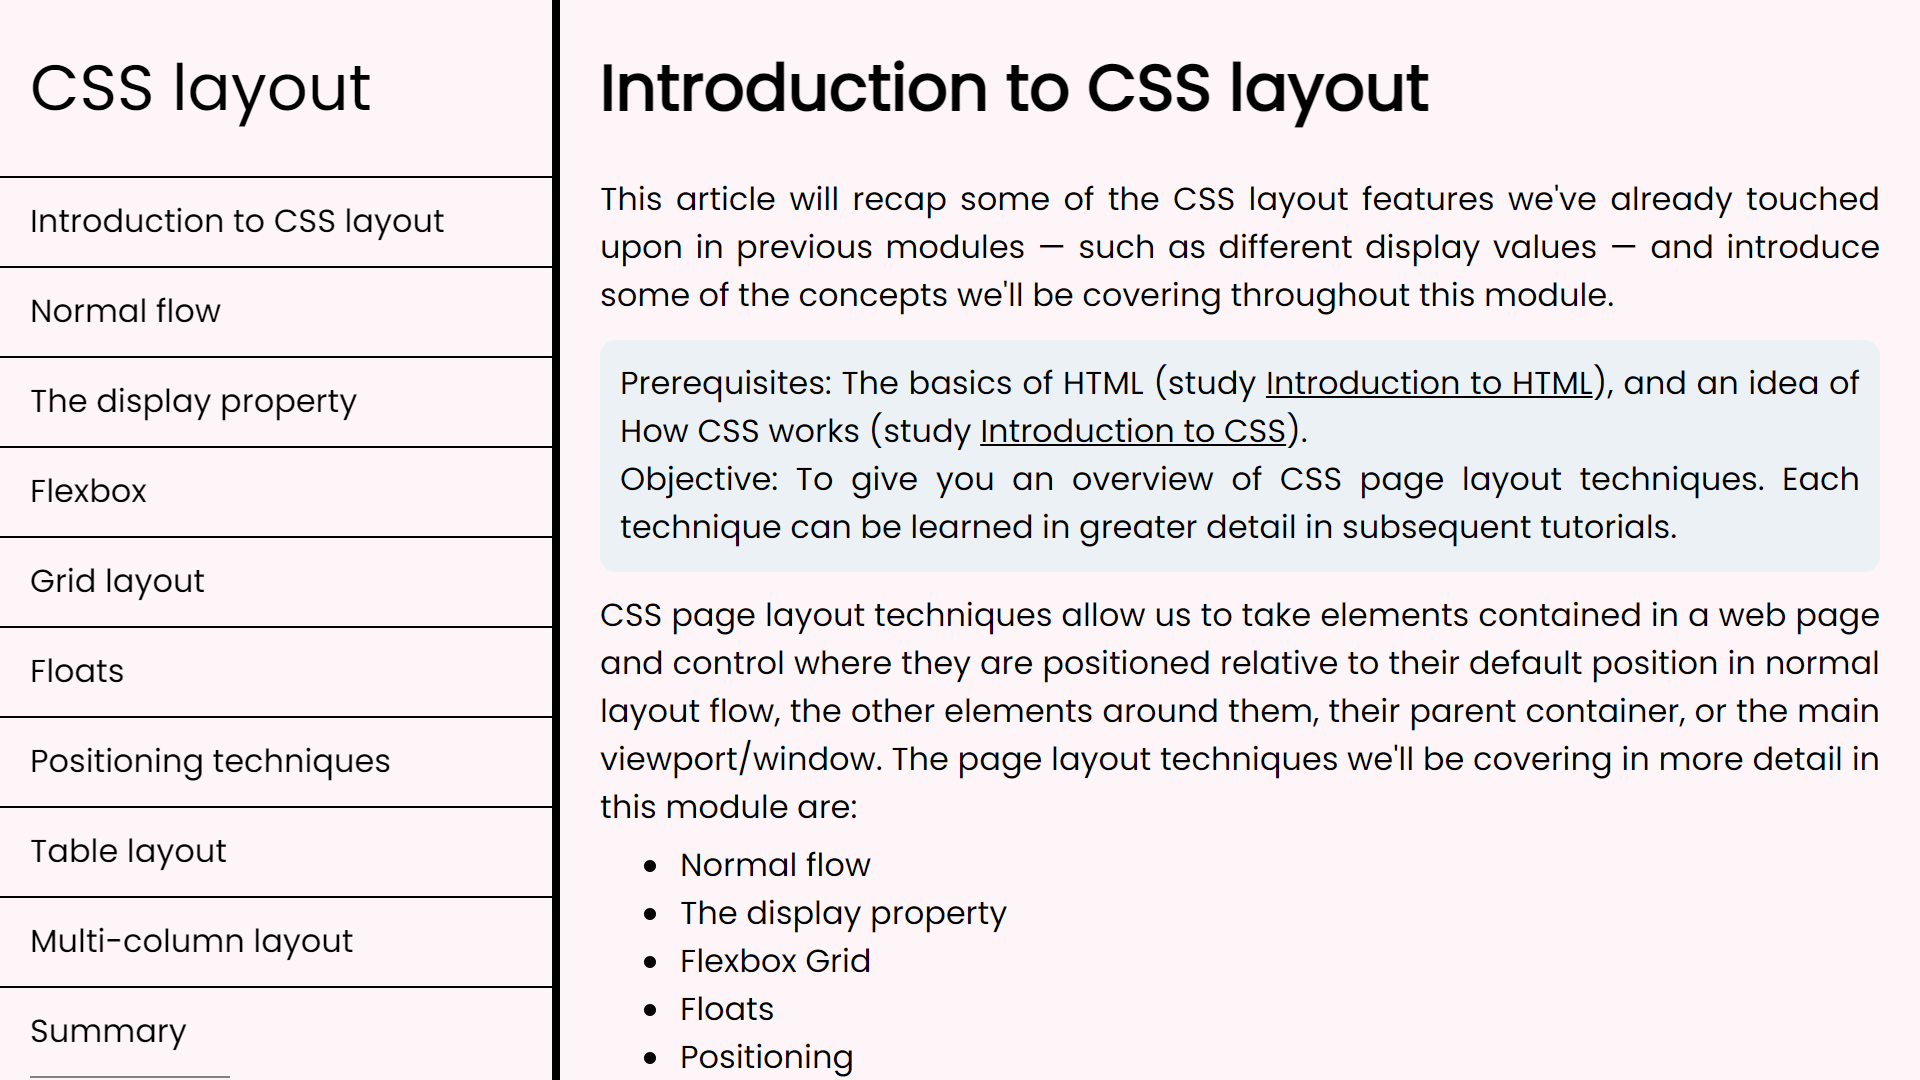 CSS layout
Introduction to CSS layout
Normal flow
The display property
Flexbox
Grid layout
Floats
Positioning techniques
Table layout
Multi-column layout
Summary
Introduction to CSS layout
This article will recap some of the CSS layout features we've already touched
upon in previous modules — such as different display values — and introduce
some of the concepts we'll be covering throughout this module.
Prerequisites: The basics of HTML (study Introduction to HTML), and an idea of
How CSS works (study Introduction to CSS).
Objective: To give you an overview of CSS page layout techniques. Each
technique can be learned in greater detail in subsequent tutorials.
CSS page layout techniques allow us to take elements contained in a web page
and control where they are positioned relative to their default position in normal
layout flow, the other elements around them, their parent container, or the main
viewport/window. The page layout techniques we'll be covering in more detail in
this module are:
• Normal flow
• The display property
• Flexbox Grid
• Floats
• Positioning